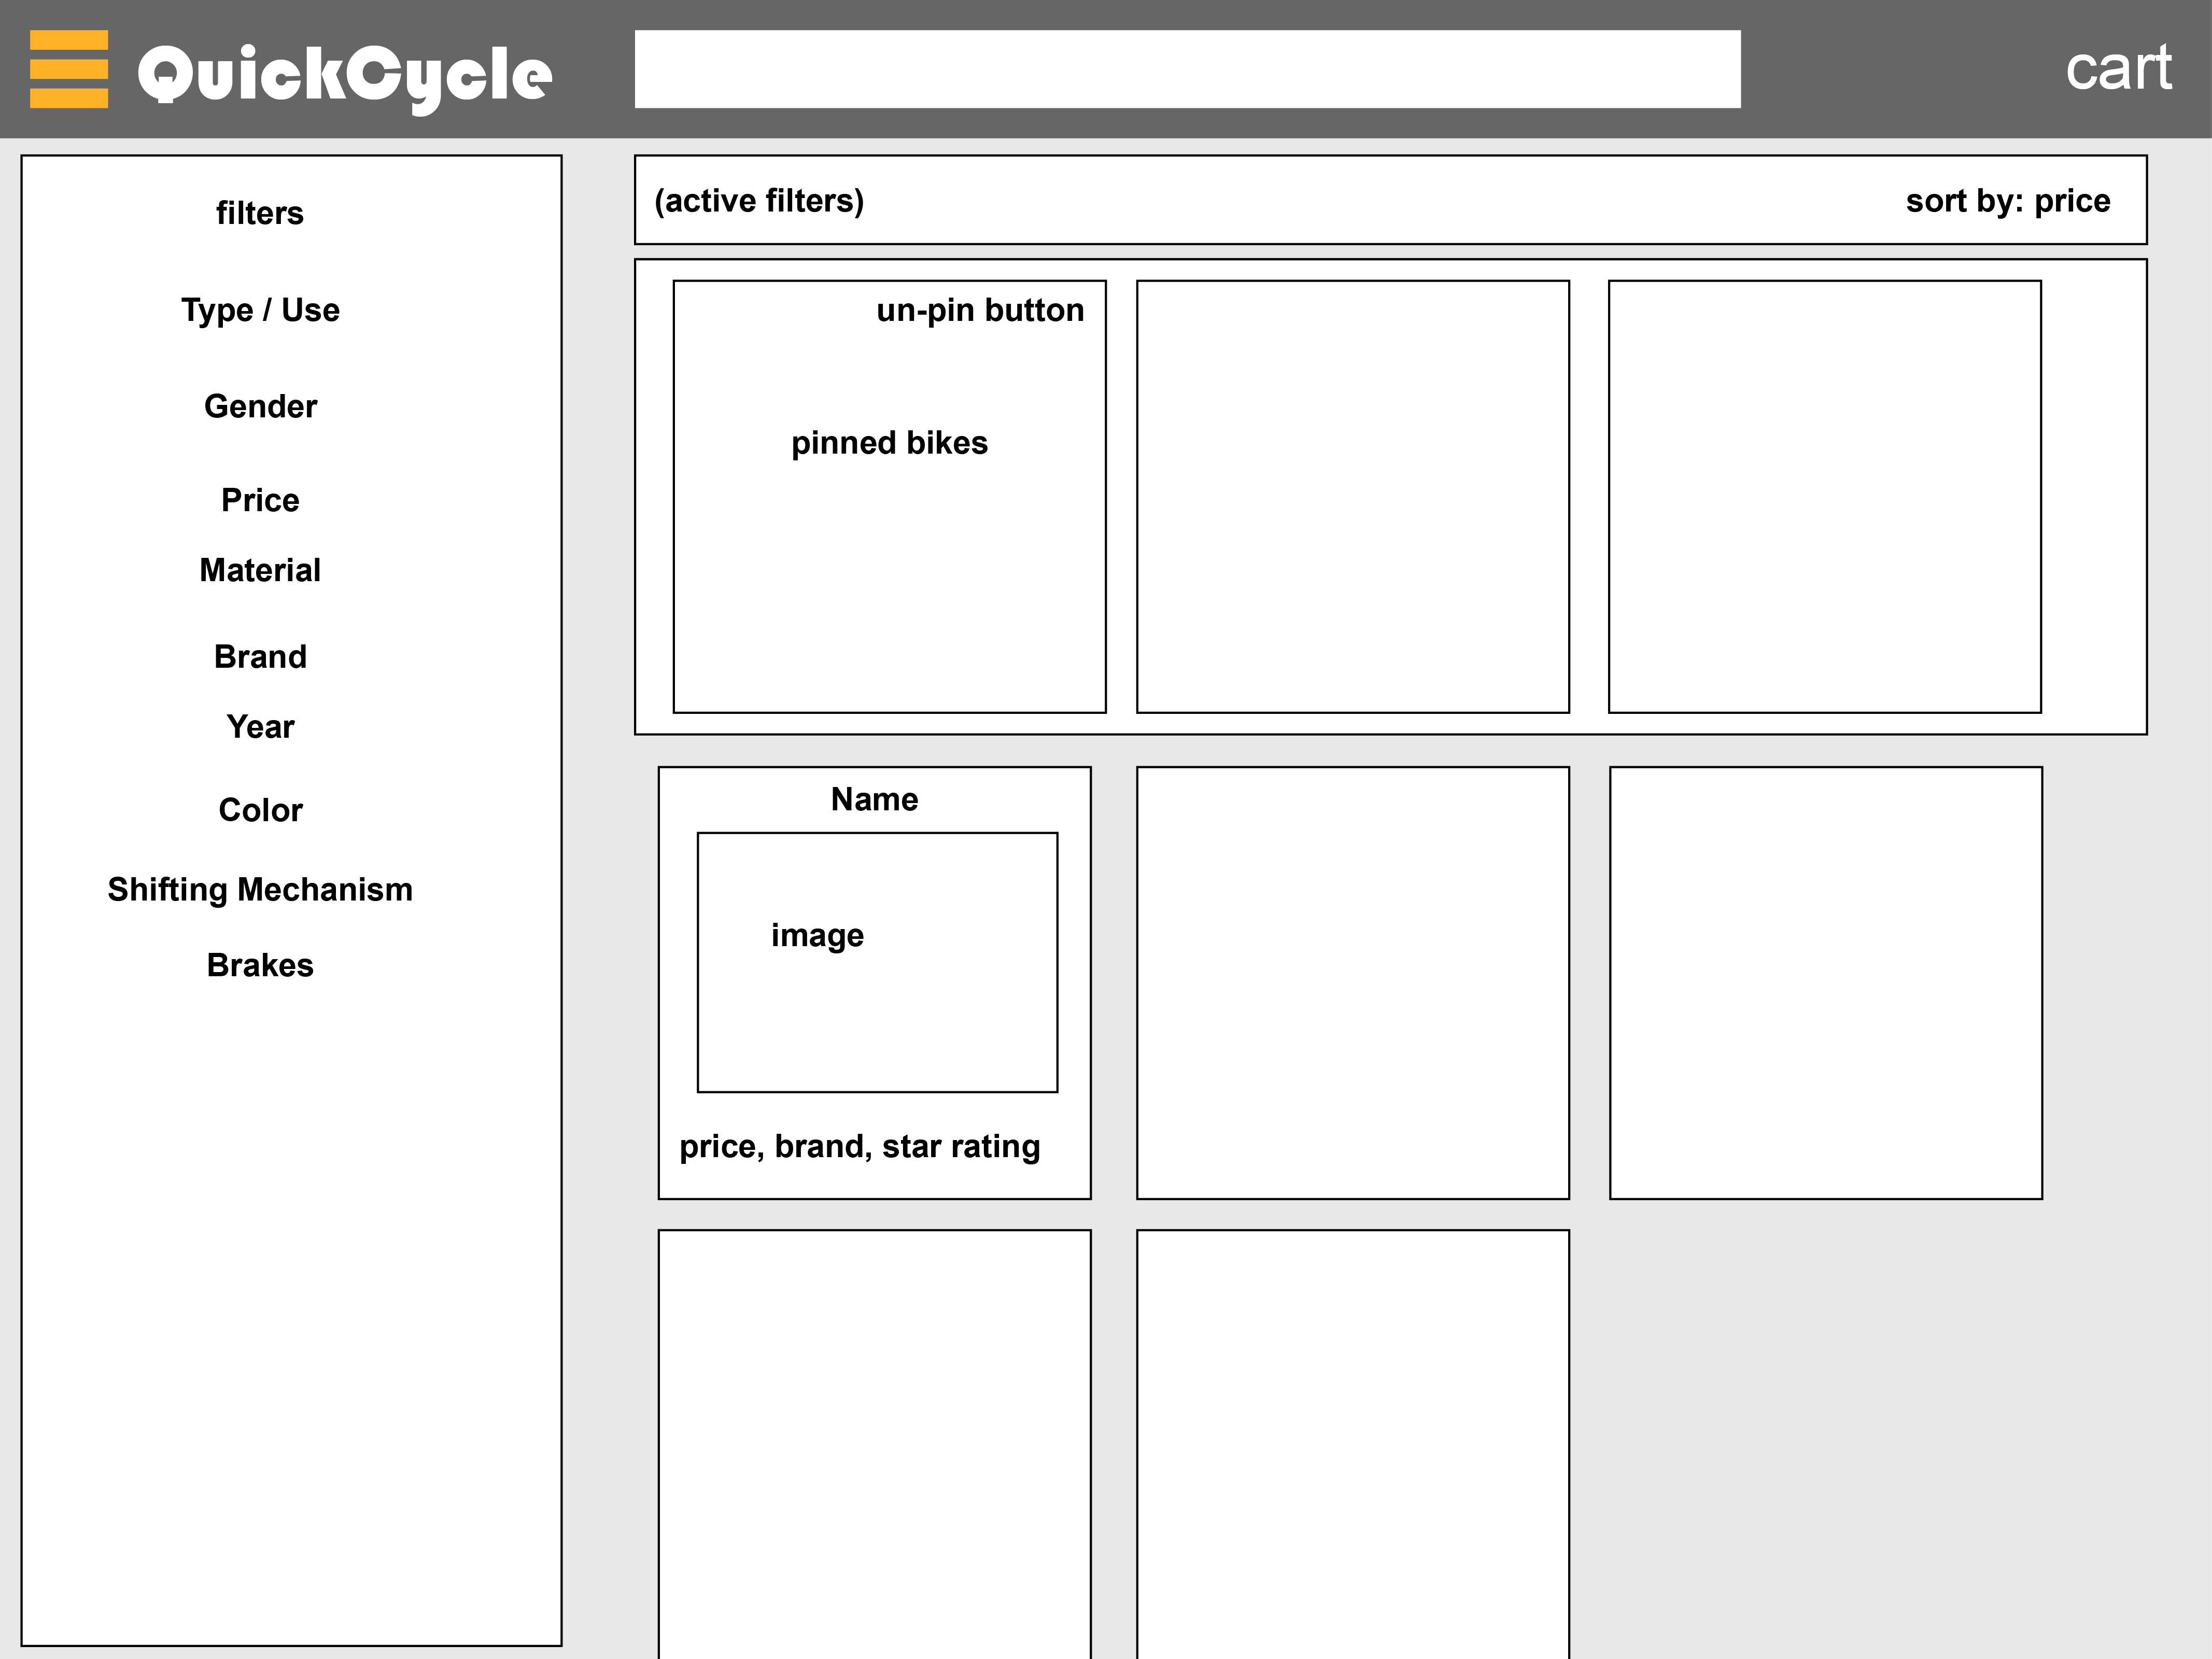 QuickCycle
cart
filters
Type / Use
Gender
Price
Material
Brand
Year
Color
Shifting Mechanism
Brakes
(active filters)
sort by: price
un-pin button
pinned bikes
Name
image
price, brand, star rating